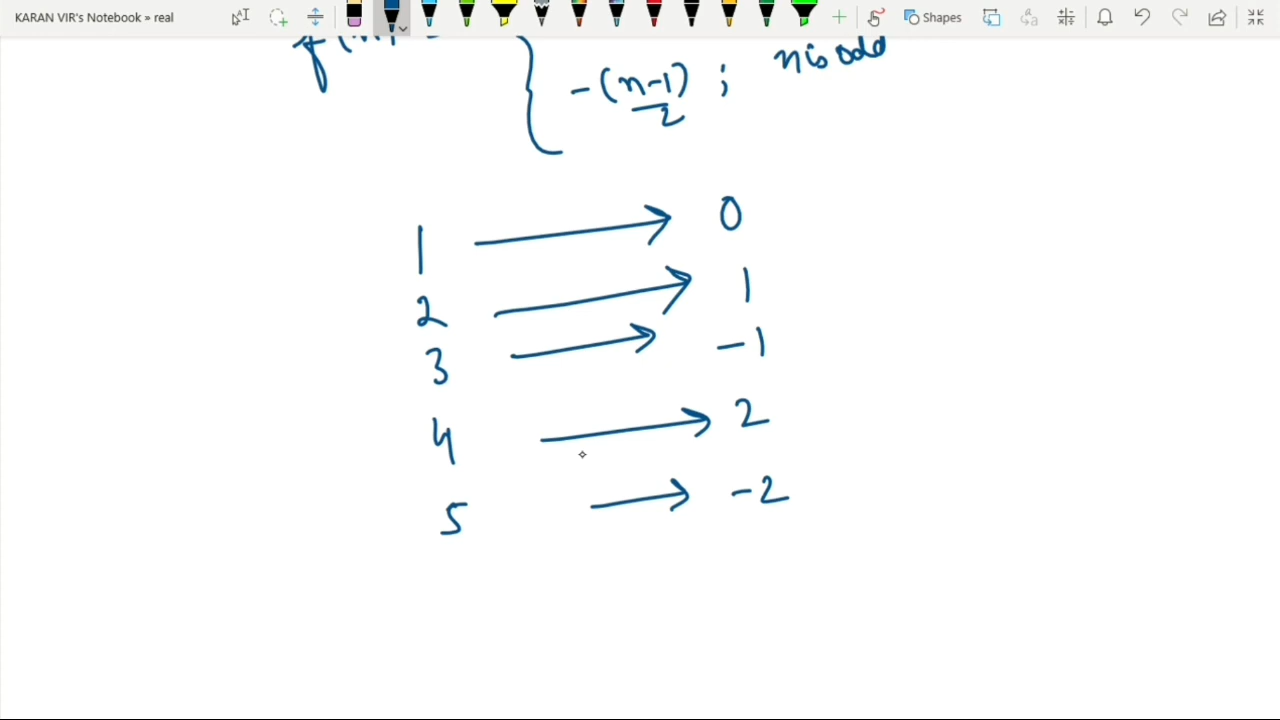 KARAN VIR's Notebook » real
Shapes
f(n) =
-(n-1)/2 ; n is odd
1 → 0
2 → 1
3 → -1
4 → 2
5 → -2